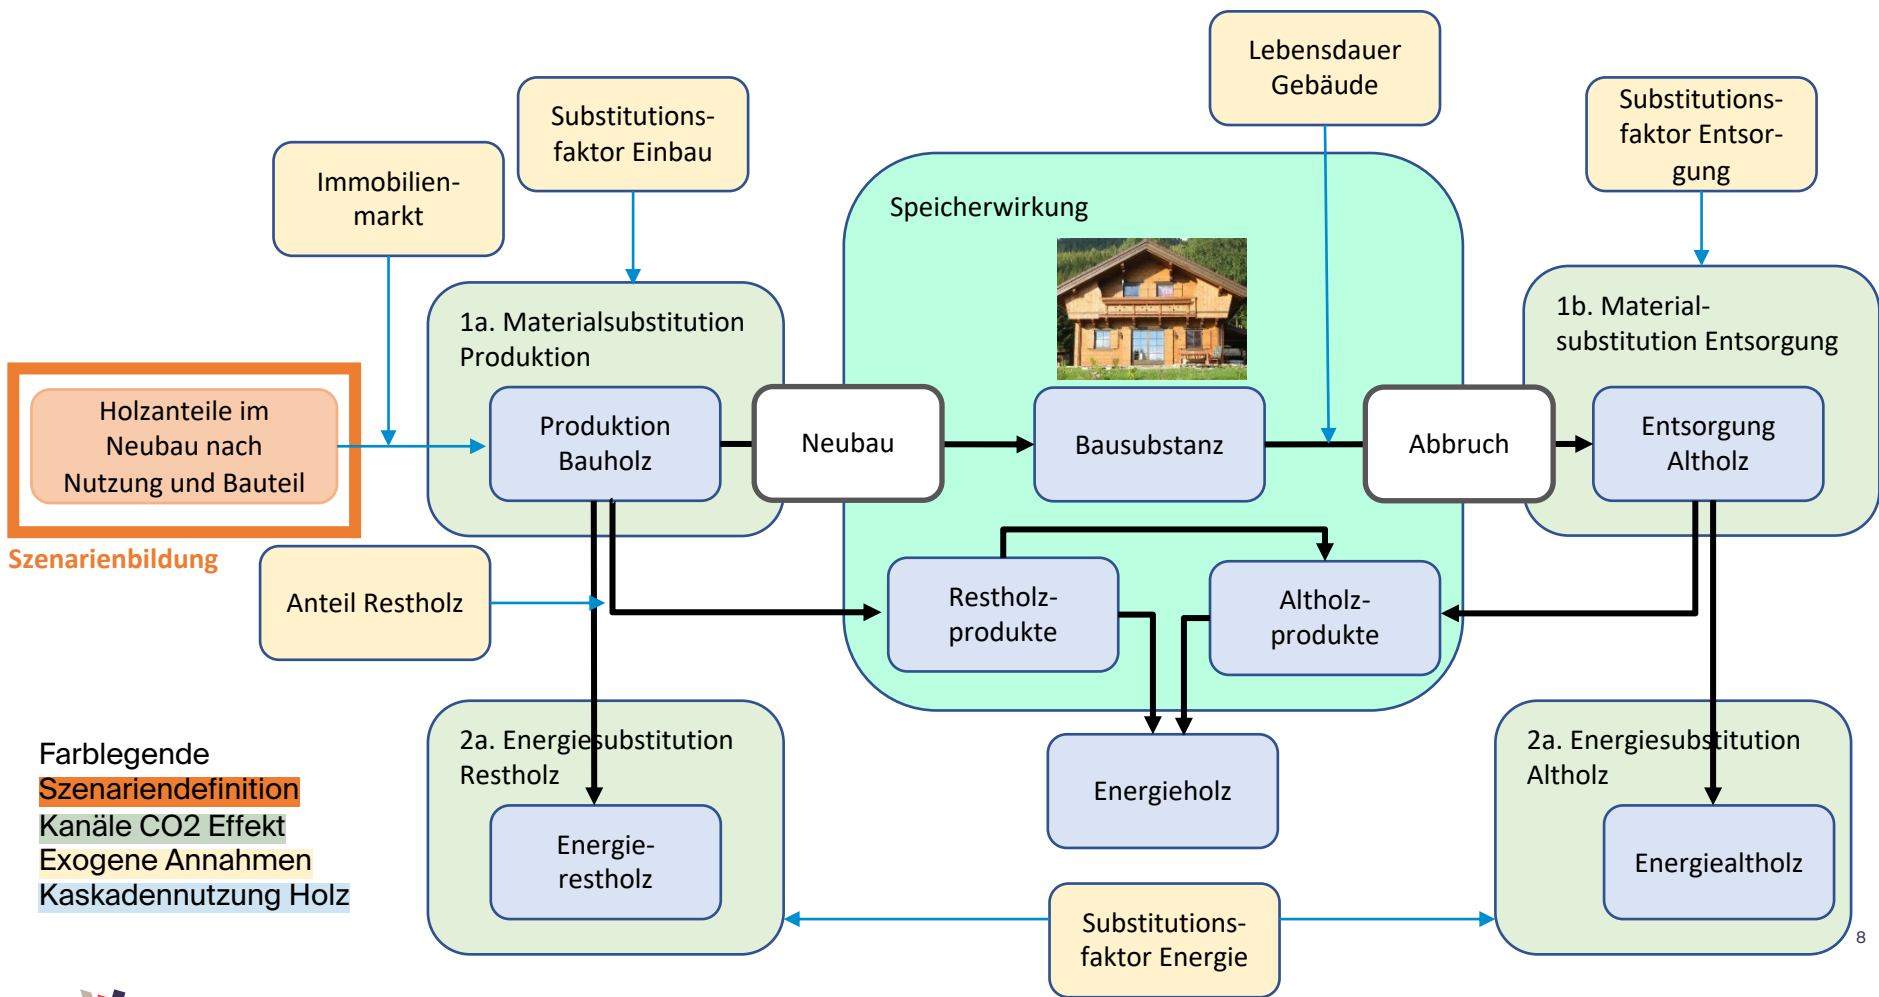 Lebensdauer
Gebäude
Substitutions-
faktor Einbau
Substitutions-
faktor Entsor-
gung
Immobilien-
markt
Speicherwirkung
1a. Materialsubstitution
Produktion
1b. Material-
substitution Entsorgung
Holzanteile im
Neubau nach
Nutzung und Bauteil
Produktion
Bauholz
Neubau
Bausubstanz
Abbruch
Entsorgung
Altholz
Szenarienbildung
Anteil Restholz
Restholz-
produkte
Altholz-
produkte
2a. Energiesubstitution
Restholz
2a. Energiesubstitution
Altholz
Energieholz
Energie-
restholz
Energiealtholz
Farblegende
Szenariendefinition
Kanäle CO2 Effekt
Exogene Annahmen
Kaskadennutzung Holz
Substitutions-
faktor Energie
8